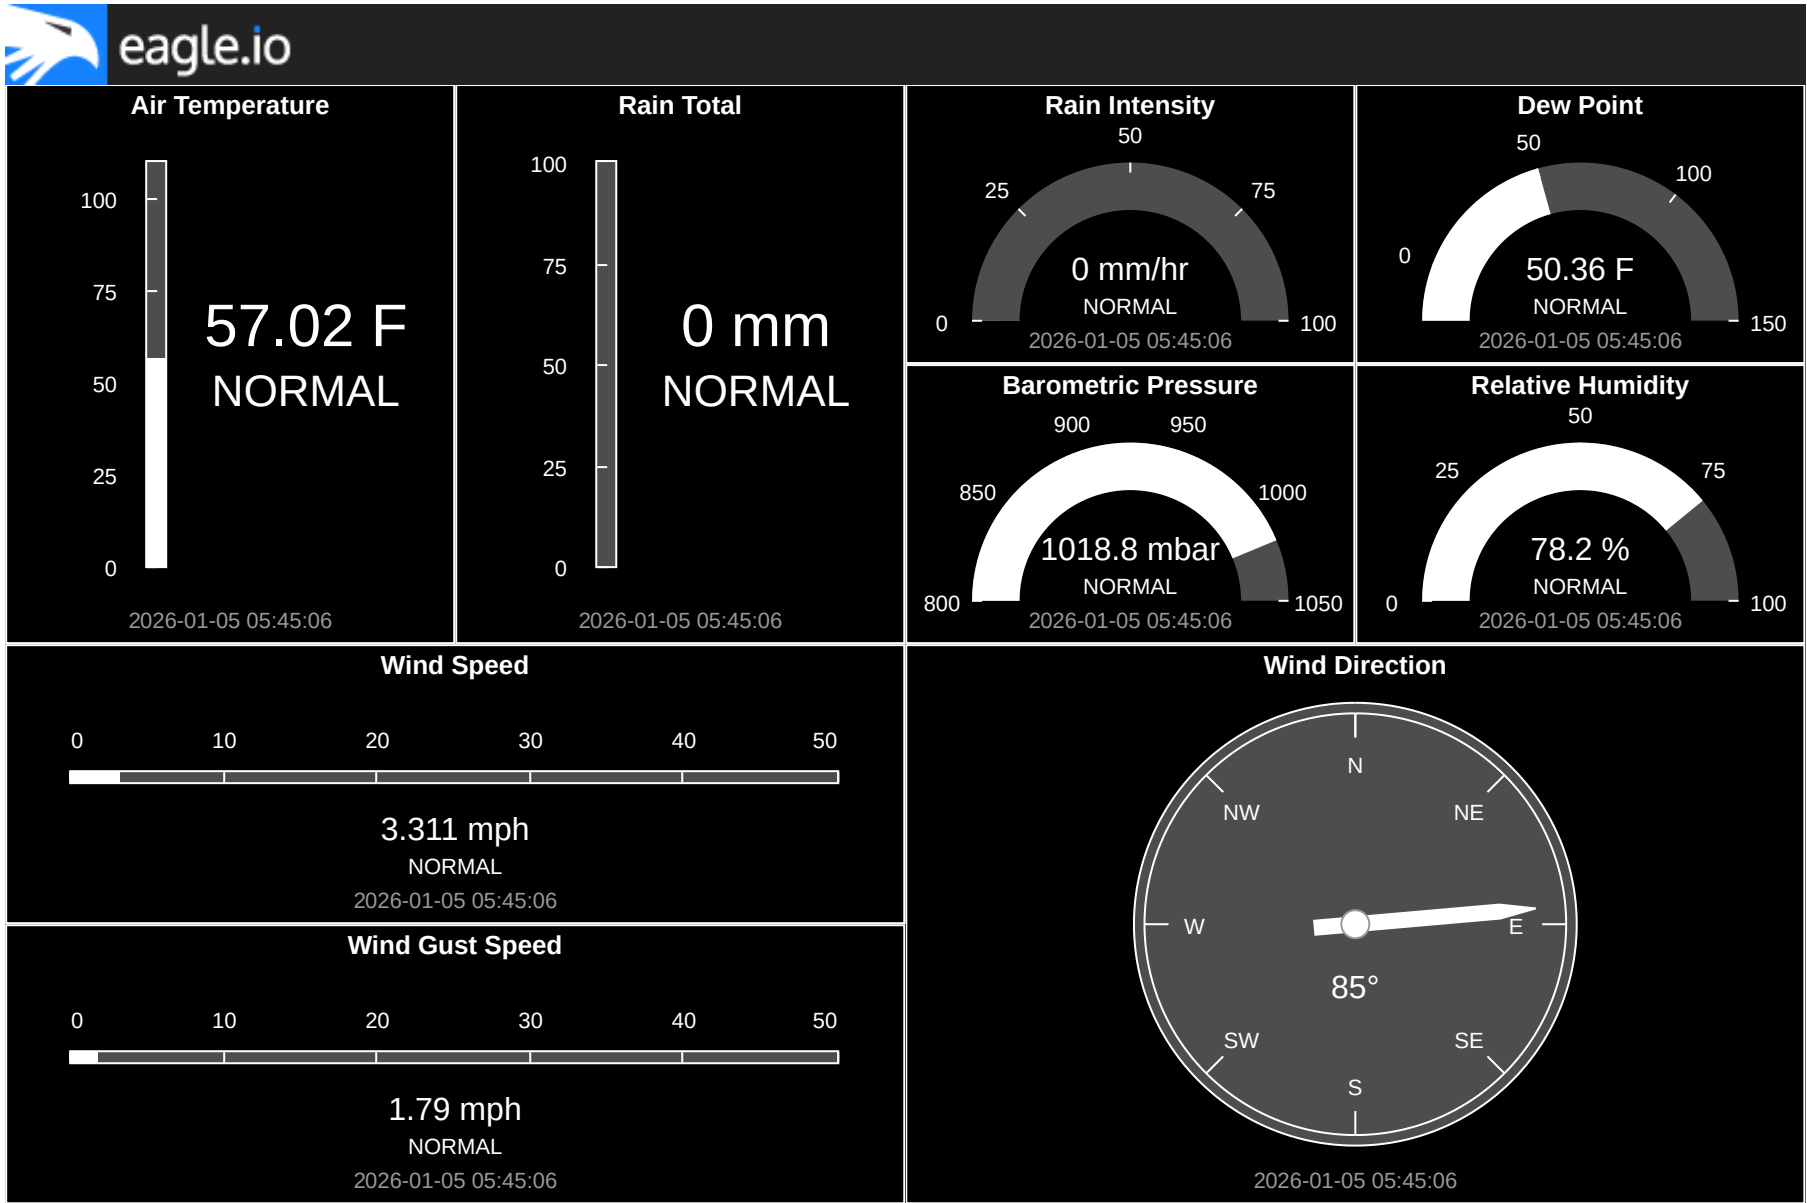 eagle.io
Air Temperature
100
75
50
25
0
57.02 F
NORMAL
2026-01-05 05:45:06
Rain Total
100
75
50
25
0
0 mm
NORMAL
2026-01-05 05:45:06
Rain Intensity
50
25
75
0
100
0 mm/hr
NORMAL
2026-01-05 05:45:06
Dew Point
50
100
0
150
50.36 F
NORMAL
2026-01-05 05:45:06
Barometric Pressure
900
950
850
1000
800
1050
1018.8 mbar
NORMAL
2026-01-05 05:45:06
Relative Humidity
50
25
75
0
100
78.2 %
NORMAL
2026-01-05 05:45:06
Wind Speed
0 10 20 30 40 50
3.311 mph
NORMAL
2026-01-05 05:45:06
Wind Gust Speed
0 10 20 30 40 50
1.79 mph
NORMAL
2026-01-05 05:45:06
Wind Direction
N
NW NE
W E
85°
SW SE
S
2026-01-05 05:45:06